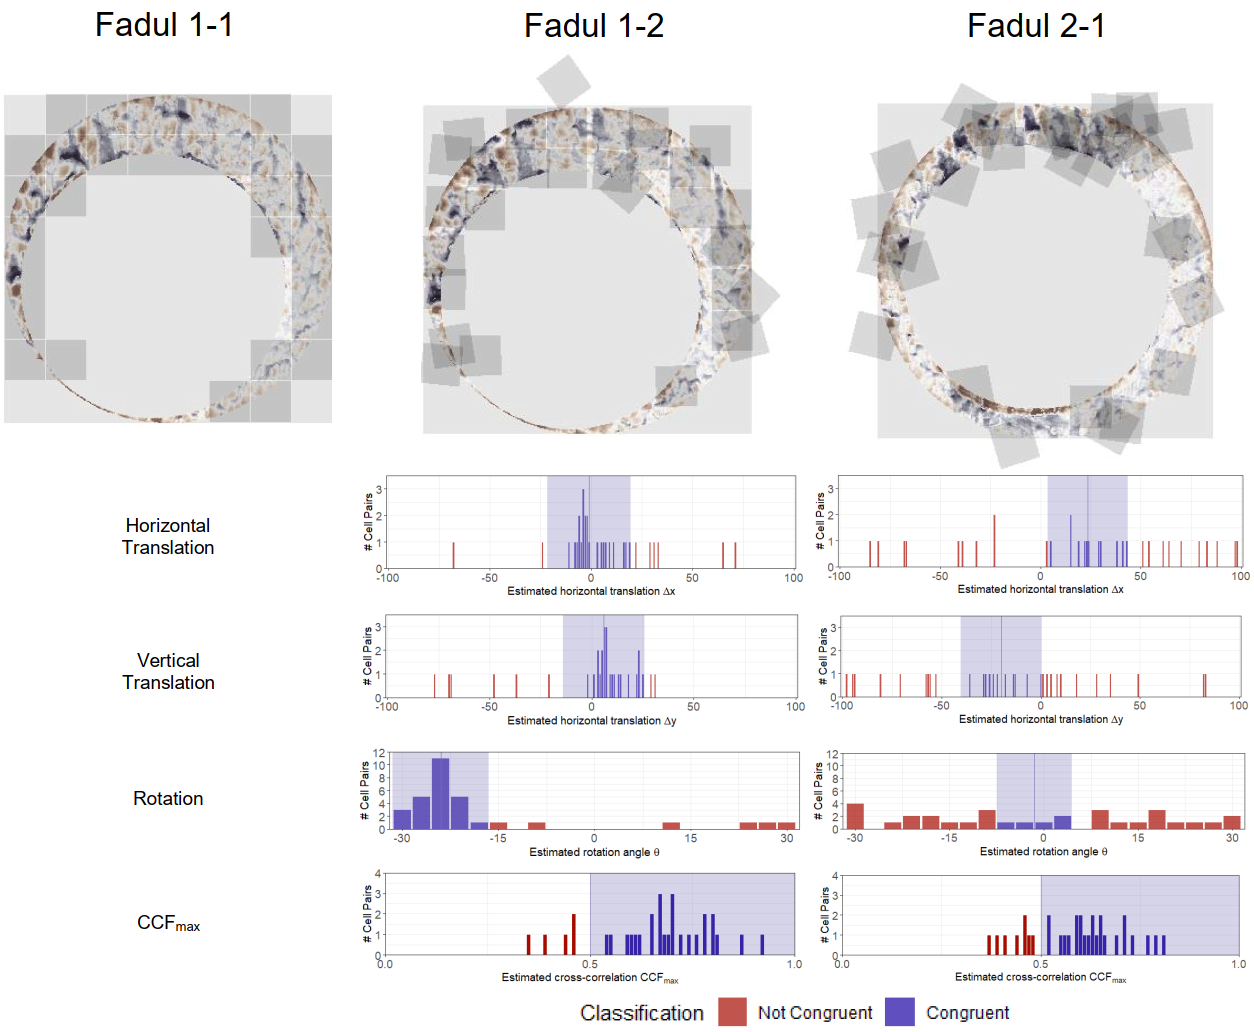 Fadul 1-1
Fadul 1-2
Fadul 2-1
Horizontal
Translation
# Cell Pairs
3
2
1
0
-100
-50
0
50
100
Estimated horizontal translation Δx
# Cell Pairs
3
2
1
0
-100
-50
0
50
100
Estimated horizontal translation Δx
Vertical
Translation
# Cell Pairs
3
2
1
0
-100
-50
0
50
100
Estimated horizontal translation Δy
# Cell Pairs
3
2
1
0
-100
-50
0
50
100
Estimated horizontal translation Δy
Rotation
# Cell Pairs
12
10
8
6
4
2
0
-30
-15
0
15
30
Estimated rotation angle θ
# Cell Pairs
12
10
8
6
4
2
0
-30
-15
0
15
30
Estimated rotation angle θ
CCFmax
# Cell Pairs
4
3
2
1
0
0.0
0.5
1.0
Estimated cross-correlation CCFmax
# Cell Pairs
4
3
2
1
0
0.0
0.5
1.0
Estimated cross-correlation CCFmax
Classification Not Congruent Congruent